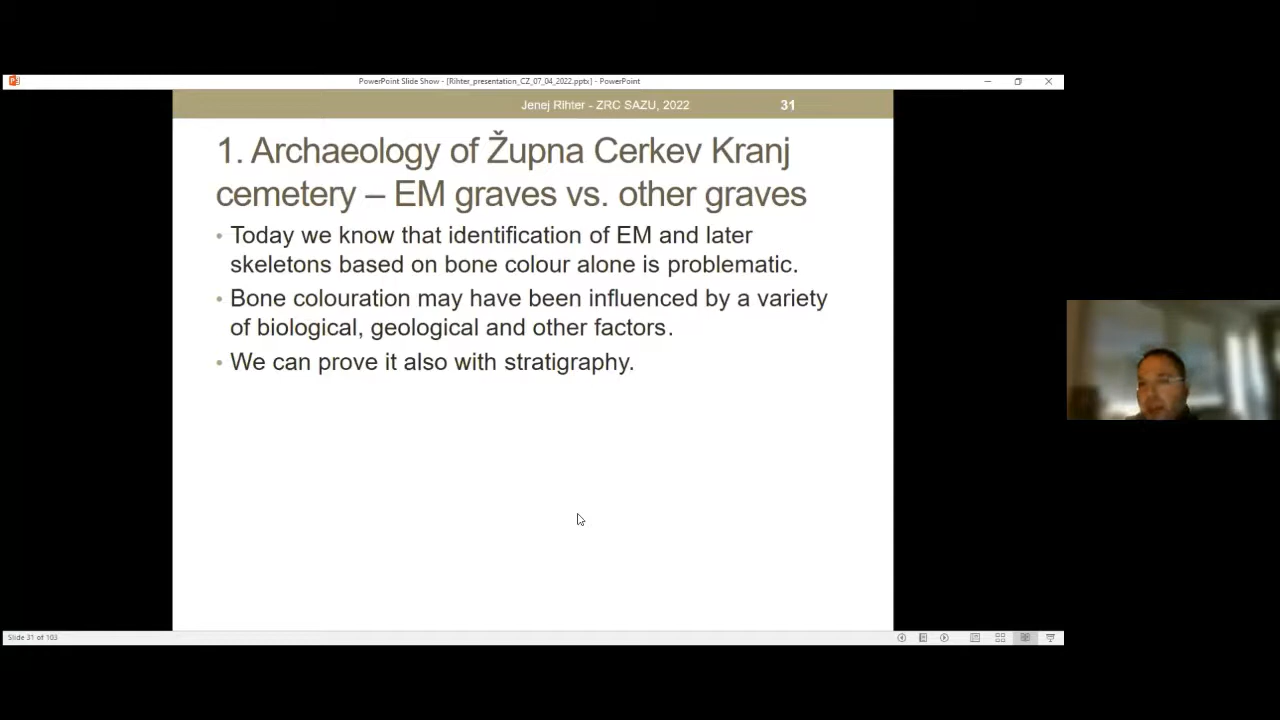 PowerPoint Slide Show - [Rihter_presentation_CZ_07_04_2022.pptx] - PowerPoint
Jenej Rihter - ZRC SAZU, 2022 31
1. Archaeology of Župna Cerkev Kranj
cemetery – EM graves vs. other graves
• Today we know that identification of EM and later
skeletons based on bone colour alone is problematic.
• Bone colouration may have been influenced by a variety
of biological, geological and other factors.
• We can prove it also with stratigraphy.
Slide 31 of 103